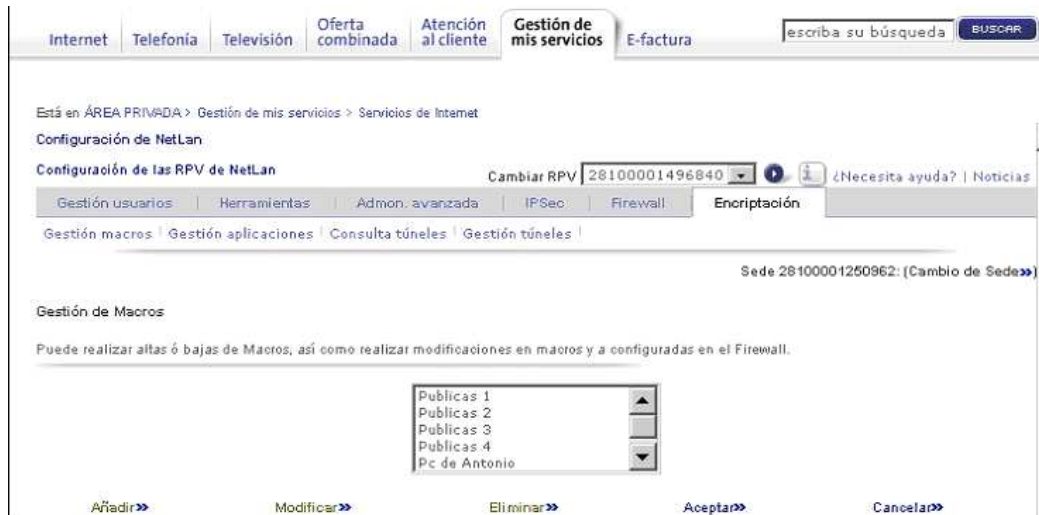 Internet Telefonía Televisión Oferta combinada Atención al cliente Gestión de mis servicios E-factura escriba su búsqueda BUSCAR
Está en ÁREA PRIVADA > Gestión de mis servicios > Servicios de Internet
Configuración de NetLan
Configuración de las RPV de NetLan Cambiar RPV 28100001496840 i ¿Necesita ayuda? | Noticias
Gestión usuarios | Herramientas | Admon. avanzada | IPSec | Firewall Encriptación
Gestión macros | Gestión aplicaciones | Consulta túneles | Gestión túneles |
Sede 28100001250962: (Cambio de Sede»)
Gestión de Macros
Puede realizar altas ó bajas de Macros, así como realizar modificaciones en macros y a configuradas en el Firewall.
Publicas 1
Publicas 2
Publicas 3
Publicas 4
Pc de Antonio
Añadir» Modificar» Eliminar» Aceptar» Cancelar»